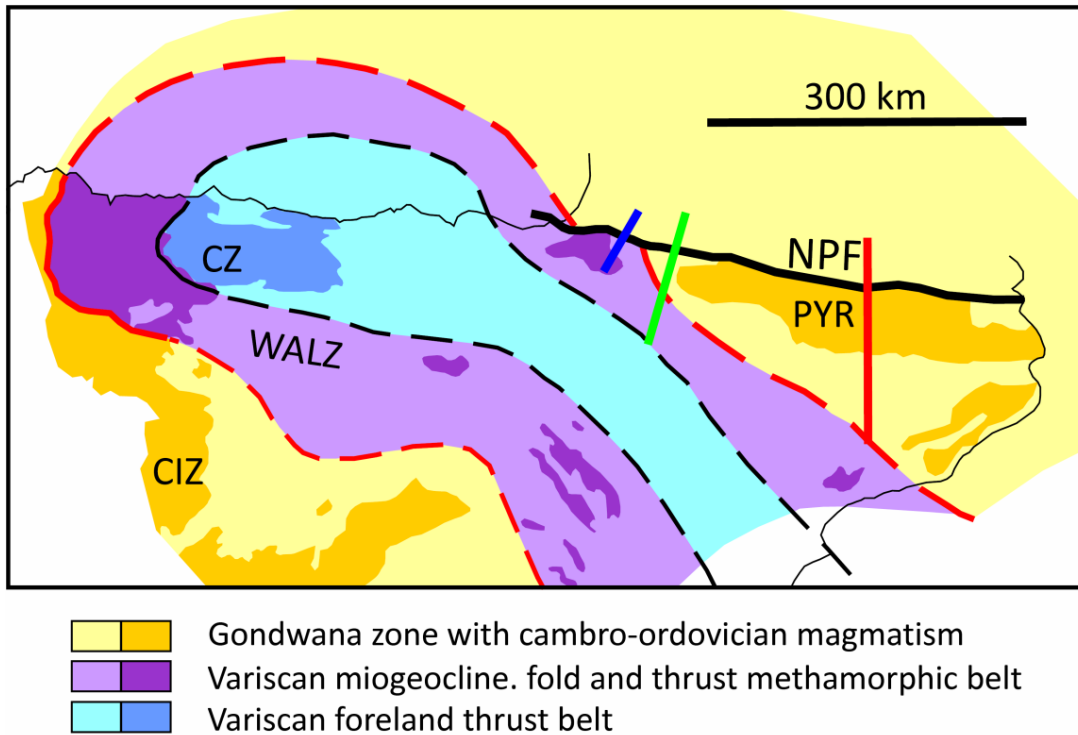 300 km
NPF
CZ
PYR
WALZ
CIZ
Gondwana zone with cambro-ordovician magmatism
Variscan miogeocline. fold and thrust methamorphic belt
Variscan foreland thrust belt